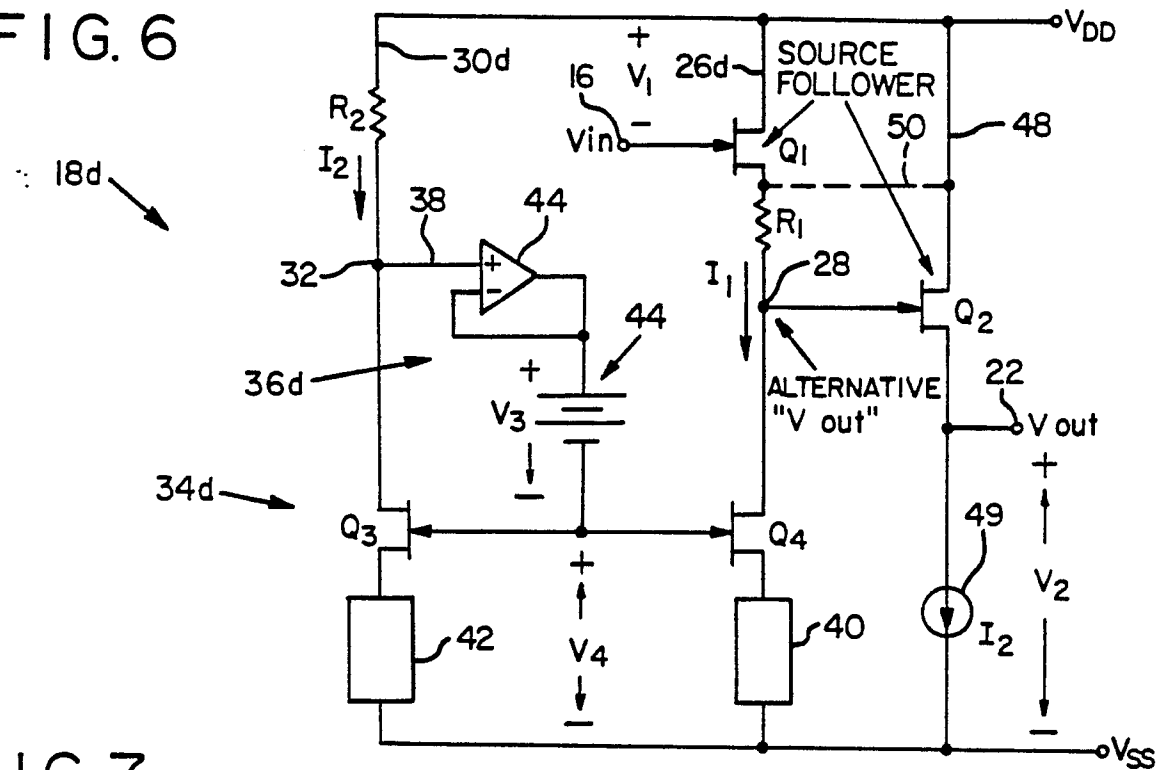 FIG. 6
VDD
30d
+
V1
−
16
Vin
26d
SOURCE
FOLLOWER
R2
I2
Q1
50
48
18d
38
44
32
+
−
R1
I1
28
Q2
36d
44
+
V3
−
ALTERNATIVE
"V out"
22
V out
+
34d
Q3
Q4
49
+
V4
−
V2
−
42
40
I2
VSS